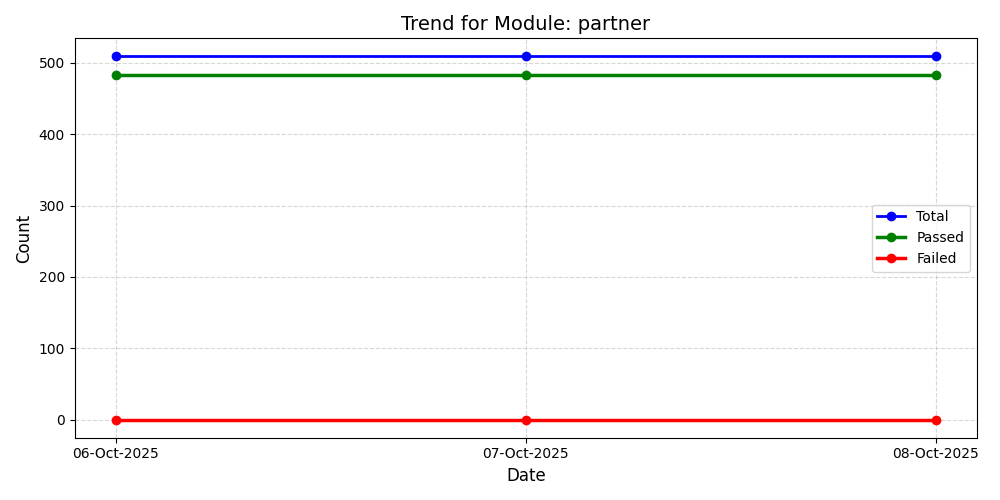 Trend for Module: partner
500
400
300
200
100
0
Count
Total
Passed
Failed
06-Oct-2025
07-Oct-2025
08-Oct-2025
Date